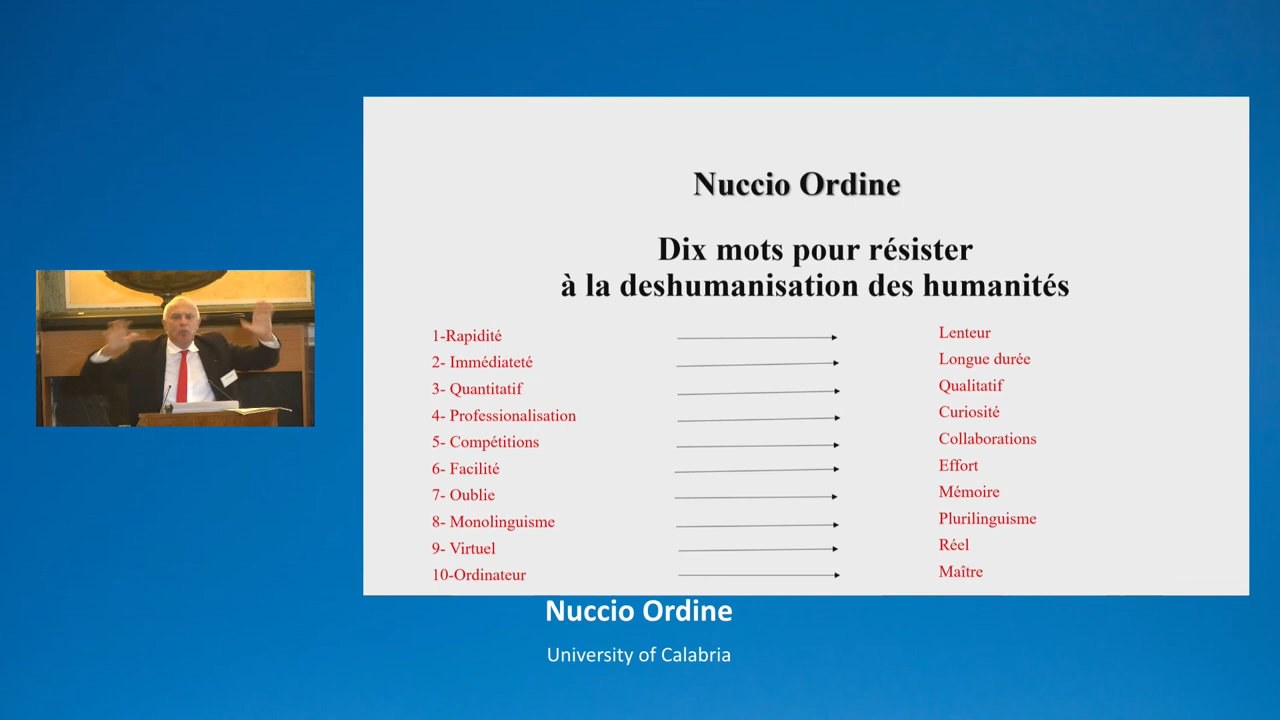 Nuccio Ordine
Dix mots pour résister
à la deshumanisation des humanités
1-Rapidité Lenteur
2- Immédiateté Longue durée
3- Quantitatif Qualitatif
4- Professionalisation Curiosité
5- Compétitions Collaborations
6- Facilité Effort
7- Oublie Mémoire
8- Monolinguisme Plurilinguisme
9- Virtuel Réel
10-Ordinateur Maître
Nuccio Ordine
University of Calabria